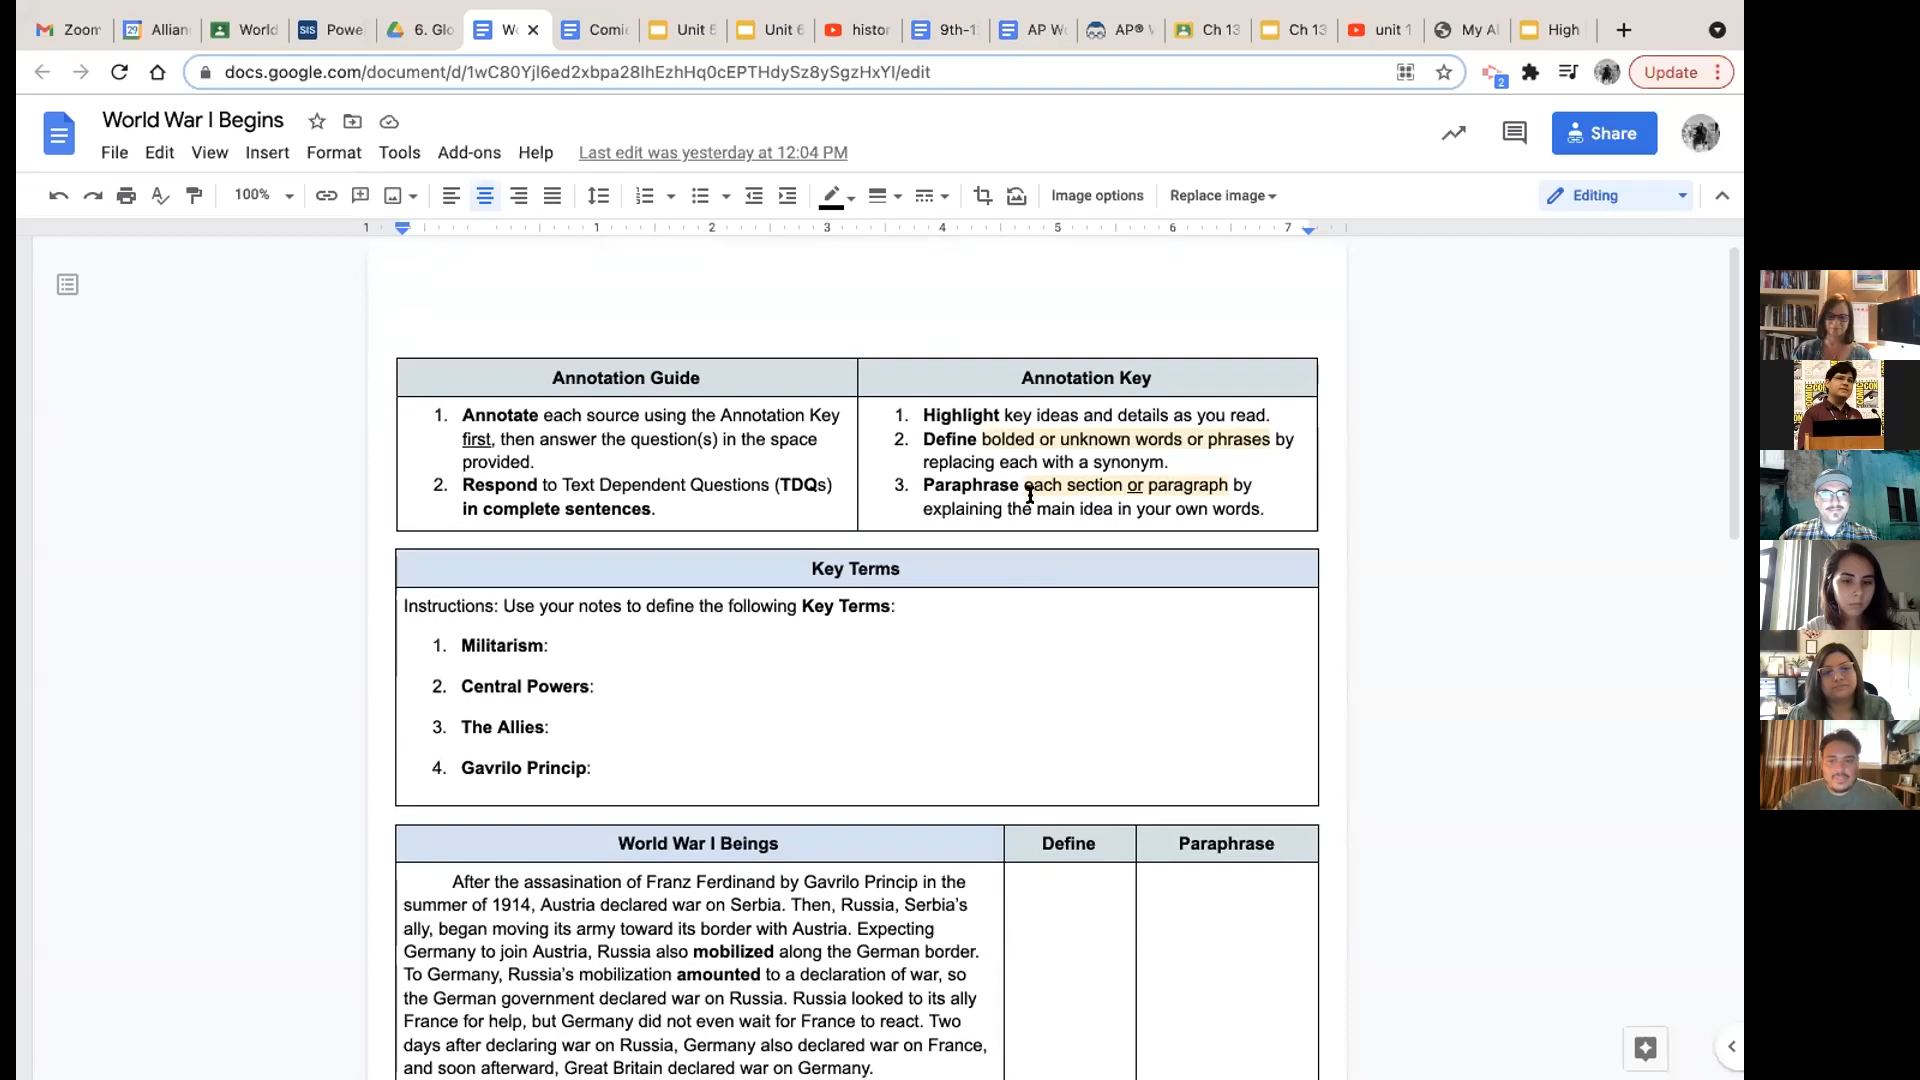 Zoom
Allian
World
SIS Powe
6. Glo
Wo
Comi
Unit 6
Unit 6
histor
9th-1
AP W
AP®
Ch 13
Ch 13
unit 1
My A
High
docs.google.com/document/d/1wC80Yjl6ed2xbpa28IhEzhHq0cEPTHdySz8ySgzHxYI/edit
2
Update
World War I Begins
File Edit View Insert Format Tools Add-ons Help Last edit was yesterday at 12:04 PM
Share
100%
Image options Replace image
Editing
1 1 2 3 4 5 6 7
Annotation Guide
1. Annotate each source using the Annotation Key
first, then answer the question(s) in the space
provided.
2. Respond to Text Dependent Questions (TDQs)
in complete sentences.
Annotation Key
1. Highlight key ideas and details as you read.
2. Define bolded or unknown words or phrases by
replacing each with a synonym.
3. Paraphrase each section or paragraph by
explaining the main idea in your own words.
Key Terms
Instructions: Use your notes to define the following Key Terms:
1. Militarism:
2. Central Powers:
3. The Allies:
4. Gavrilo Princip:
World War I Beings
Define
Paraphrase
After the assasination of Franz Ferdinand by Gavrilo Princip in the
summer of 1914, Austria declared war on Serbia. Then, Russia, Serbia's
ally, began moving its army toward its border with Austria. Expecting
Germany to join Austria, Russia also mobilized along the German border.
To Germany, Russia's mobilization amounted to a declaration of war, so
the German government declared war on Russia. Russia looked to its ally
France for help, but Germany did not even wait for France to react. Two
days after declaring war on Russia, Germany also declared war on France,
and soon afterward, Great Britain declared war on Germany.